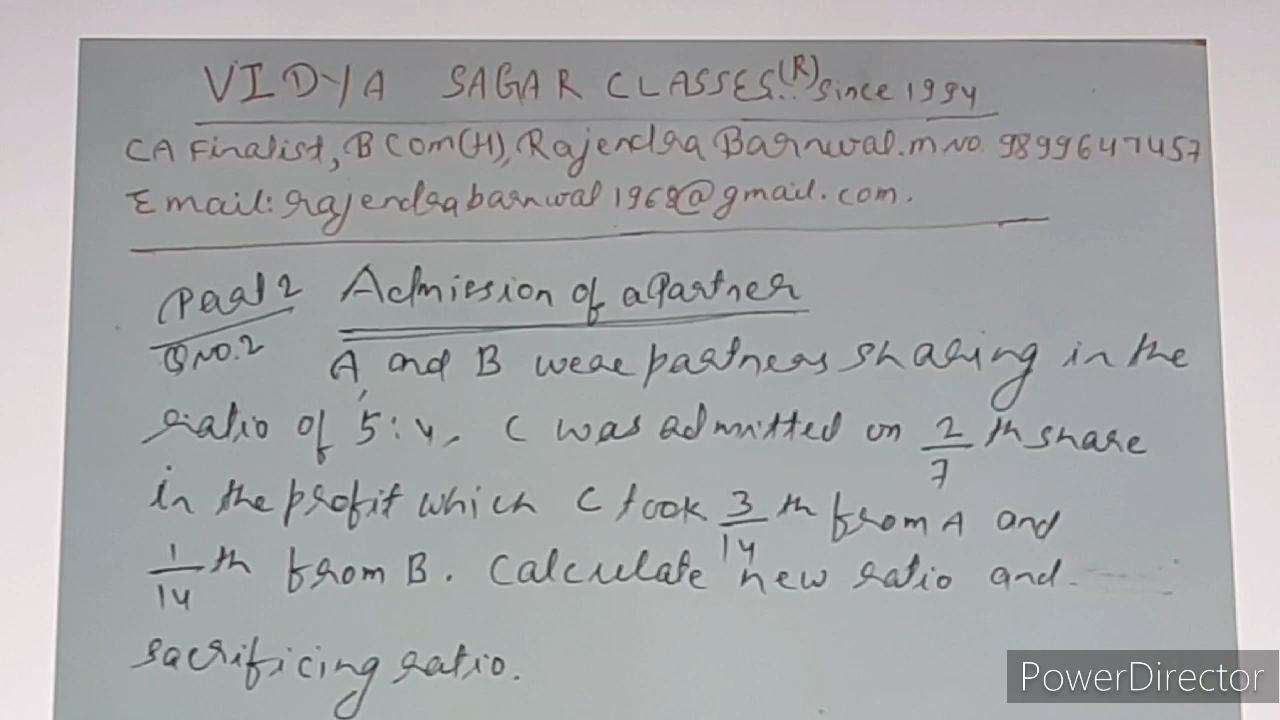 VIDYA SAGAR CLASSES(R) since 1994
CA Finalist, B COM(H), Rajendra Barnwal. m No. 9899647457
Email: rajendrabarnwal1968@gmail.com.
Part 2 Admission of a Partner
Q No. 2
A and B were partners sharing in the
ratio of 5:4. C was admitted on 2/7 th share
in the profit which C took 3/14 th from A and
1/14 th from B. Calculate new ratio and
sacrificing ratio.
PowerDirector